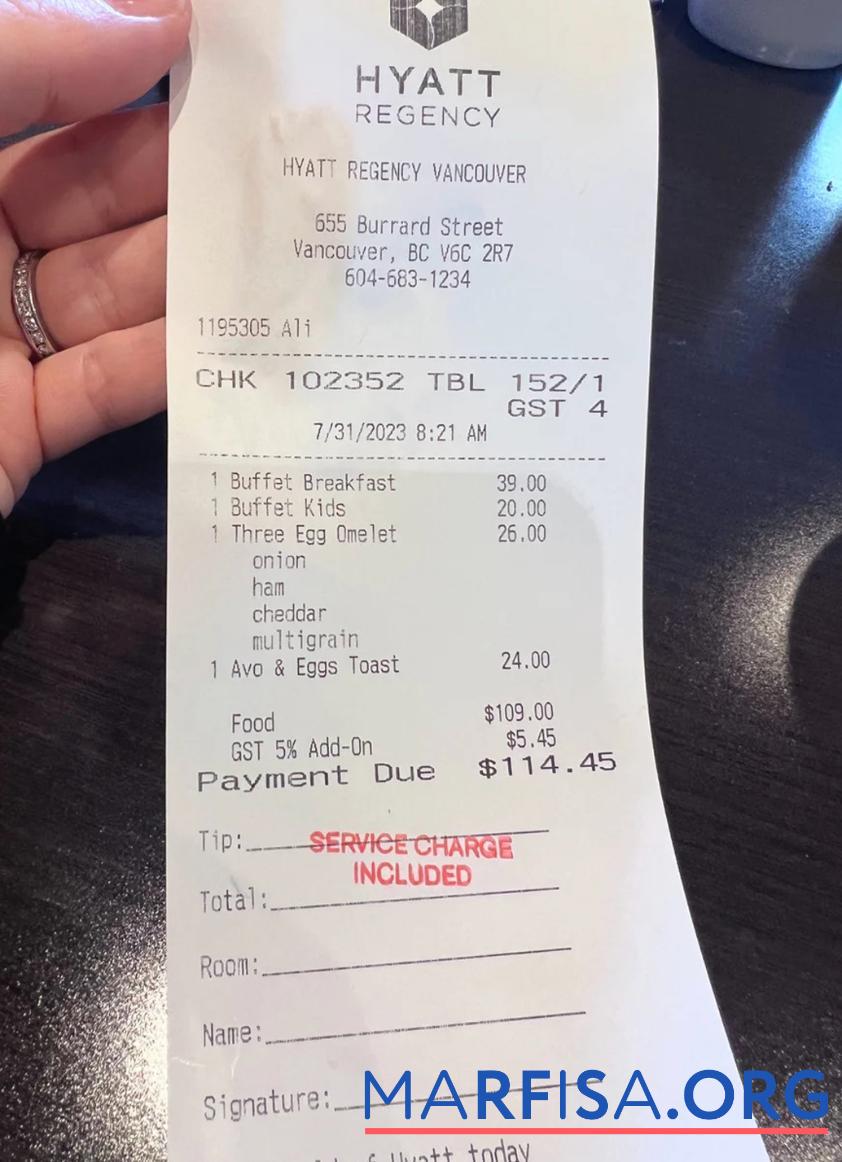 HYATT
REGENCY
HYATT REGENCY VANCOUVER
655 Burrard Street
Vancouver, BC V6C 2R7
604-683-1234
1195305 Ali
CHK 102352 TBL 152/1
GST 4
7/31/2023 8:21 AM
1 Buffet Breakfast 39.00
1 Buffet Kids 20.00
1 Three Egg Omelet 26.00
onion
ham
cheddar
multigrain
1 Avo & Eggs Toast 24.00
Food $109.00
GST 5% Add-On $5.45
Payment Due $114.45
Tip:
SERVICE CHARGE
INCLUDED
Total:
Room:
Name:
Signature:
MARFISA.ORG
Hyatt today